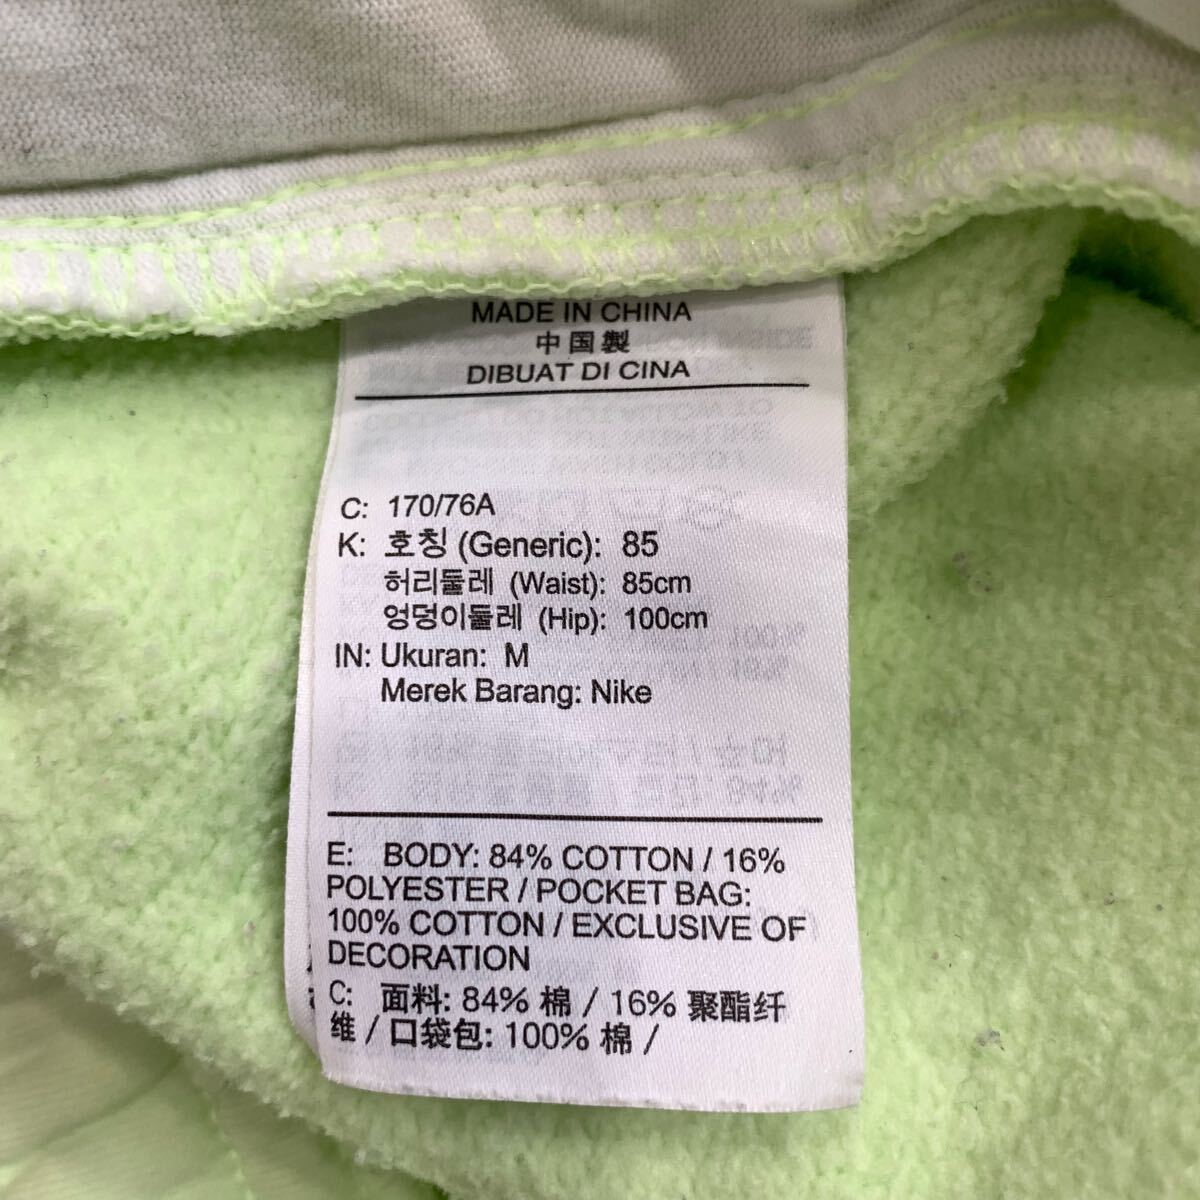 MADE IN CHINA
中国製
DIBUAT DI CINA
C: 170/76A
K: 호칭 (Generic): 85
허리둘레 (Waist): 85cm
엉덩이둘레 (Hip): 100cm
IN: Ukuran: M
Merek Barang: Nike
E: BODY: 84% COTTON / 16%
POLYESTER / POCKET BAG:
100% COTTON / EXCLUSIVE OF
DECORATION
C: 面料: 84% 棉 / 16% 聚酯纤
维 / 口袋包: 100% 棉 /